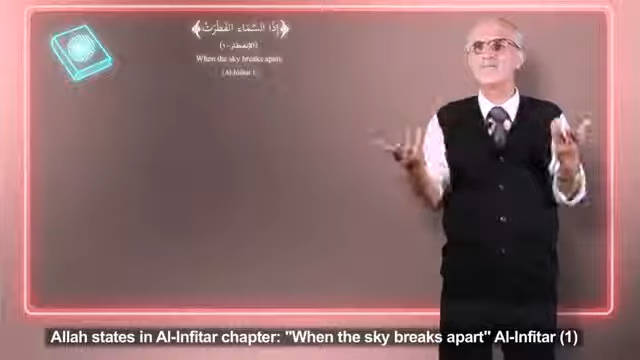 ﴿إِذَا السَّمَاءُ انفَطَرَتْ﴾
(الإنفطار-١)
When the sky breaks apart
(Al-Infitar 1)
Allah states in Al-Infitar chapter: "When the sky breaks apart" Al-Infitar (1)